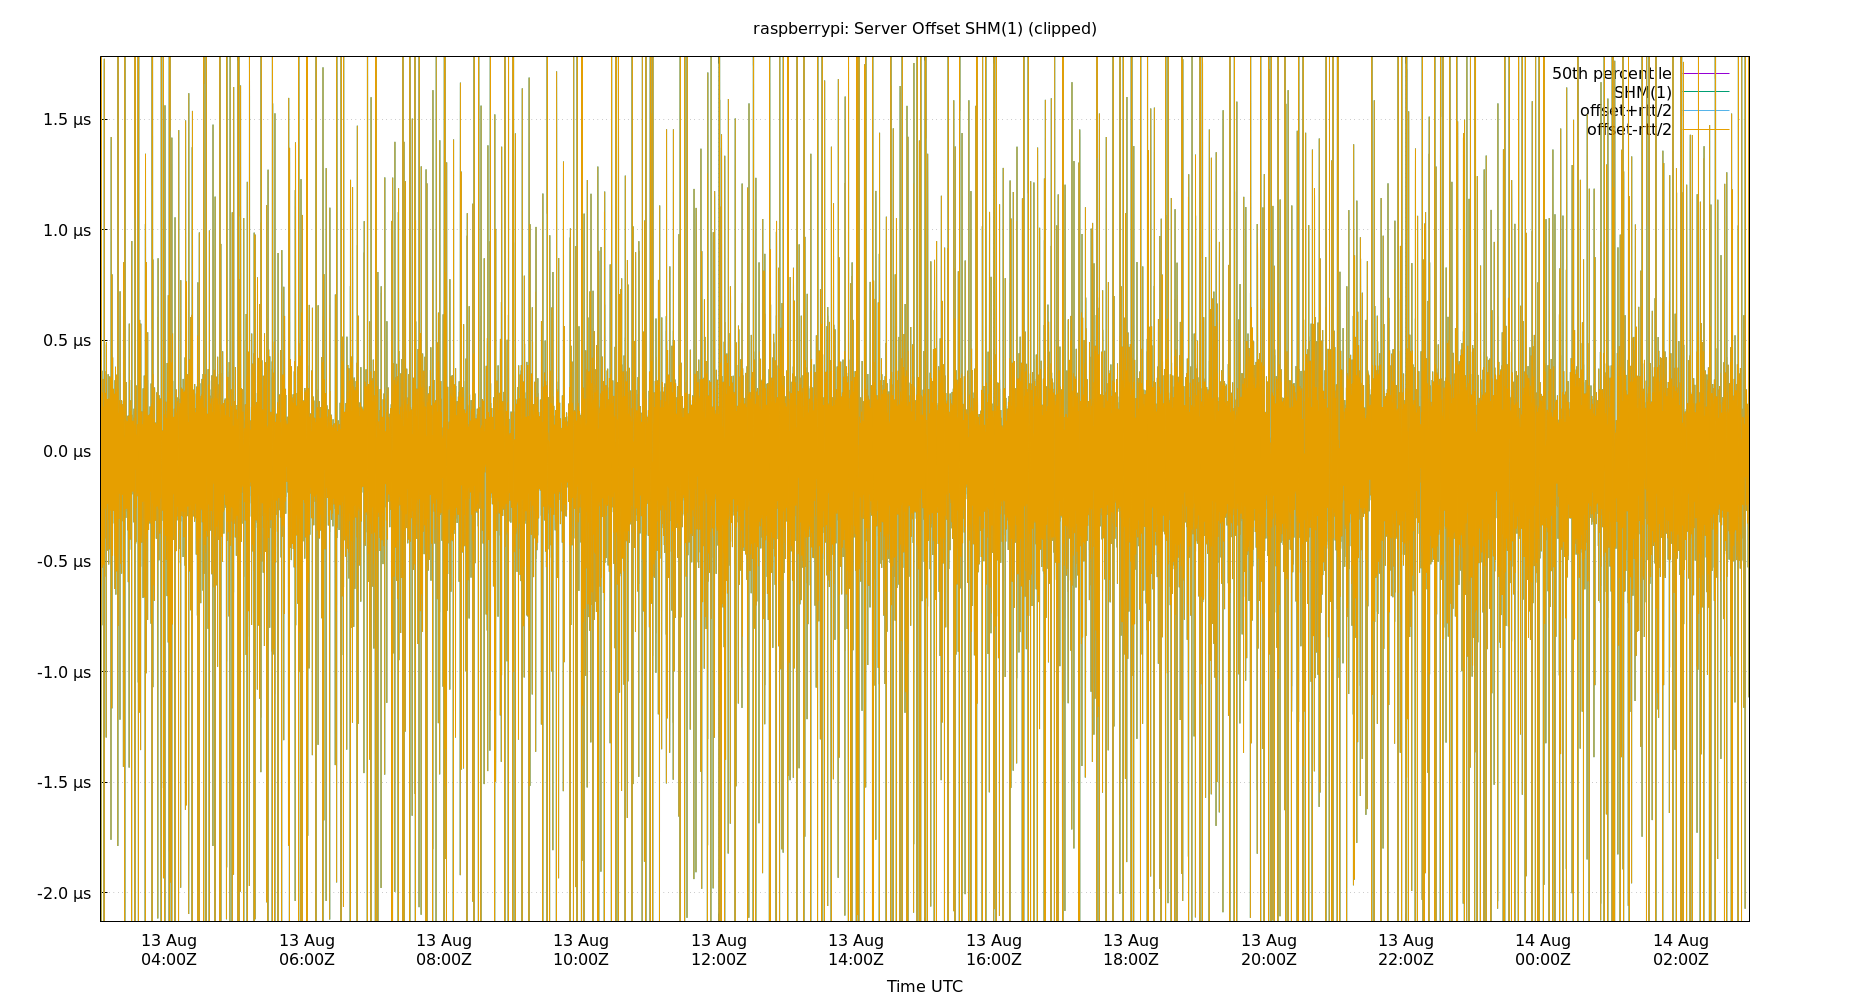 raspberrypi: Server Offset SHM(1) (clipped)
50th percentile
SHM(1)
offset+rtt/2
offset-rtt/2
1.5 µs
1.0 µs
0.5 µs
0.0 µs
-0.5 µs
-1.0 µs
-1.5 µs
-2.0 µs
13 Aug 13 Aug 13 Aug 13 Aug 13 Aug 13 Aug 13 Aug 13 Aug 13 Aug 13 Aug 14 Aug 14 Aug
04:00Z 06:00Z 08:00Z 10:00Z 12:00Z 14:00Z 16:00Z 18:00Z 20:00Z 22:00Z 00:00Z 02:00Z
Time UTC